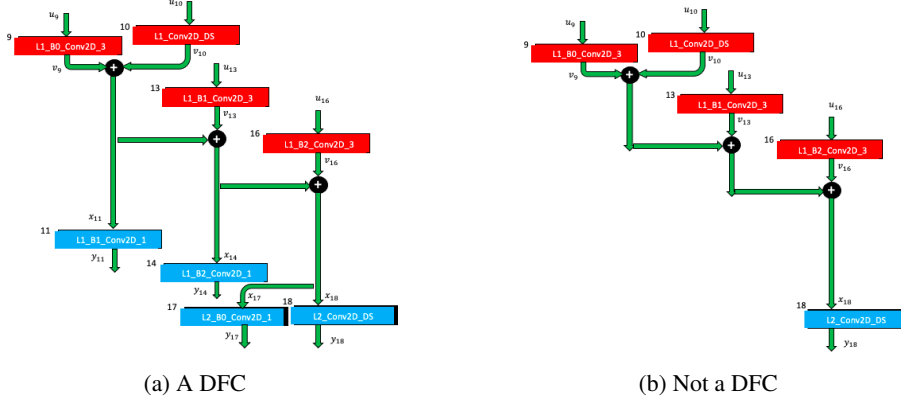 u₉
u₁₀
9
L1_B0_Conv2D_3
10
L1_Conv2D_DS
v₉
v₁₀
+
u₁₃
13
L1_B1_Conv2D_3
v₁₃
+
u₁₆
16
L1_B2_Conv2D_3
v₁₆
+
x₁₁
11
L1_B1_Conv2D_1
y₁₁
x₁₄
14
L1_B2_Conv2D_1
y₁₄
x₁₇
x₁₈
17
L2_B0_Conv2D_1
18
L2_Conv2D_DS
y₁₇
y₁₈
(a) A DFC
u₉
u₁₀
9
L1_B0_Conv2D_3
10
L1_Conv2D_DS
v₉
v₁₀
+
u₁₃
13
L1_B1_Conv2D_3
v₁₃
+
u₁₆
16
L1_B2_Conv2D_3
v₁₆
+
x₁₈
18
L2_Conv2D_DS
y₁₈
(b) Not a DFC